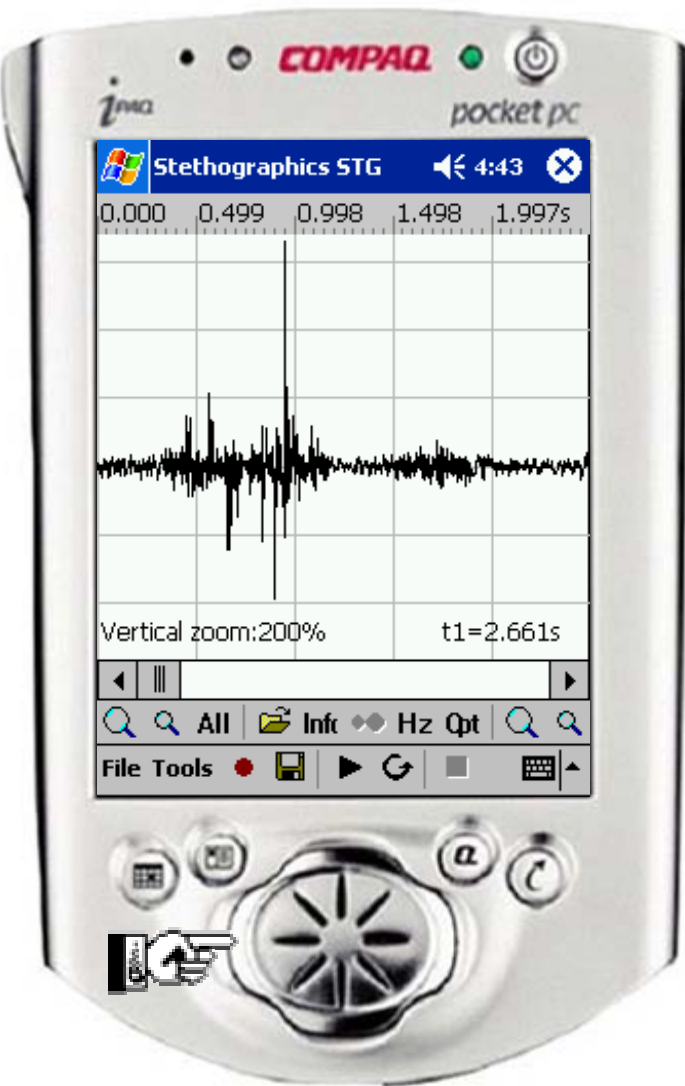 COMPAQ
iPAQ
pocket pc
Stethographics STG 4:43
0.000 0.499 0.998 1.498 1.997s
Vertical zoom:200% t1=2.661s
All Info Hz Opt
File Tools
a